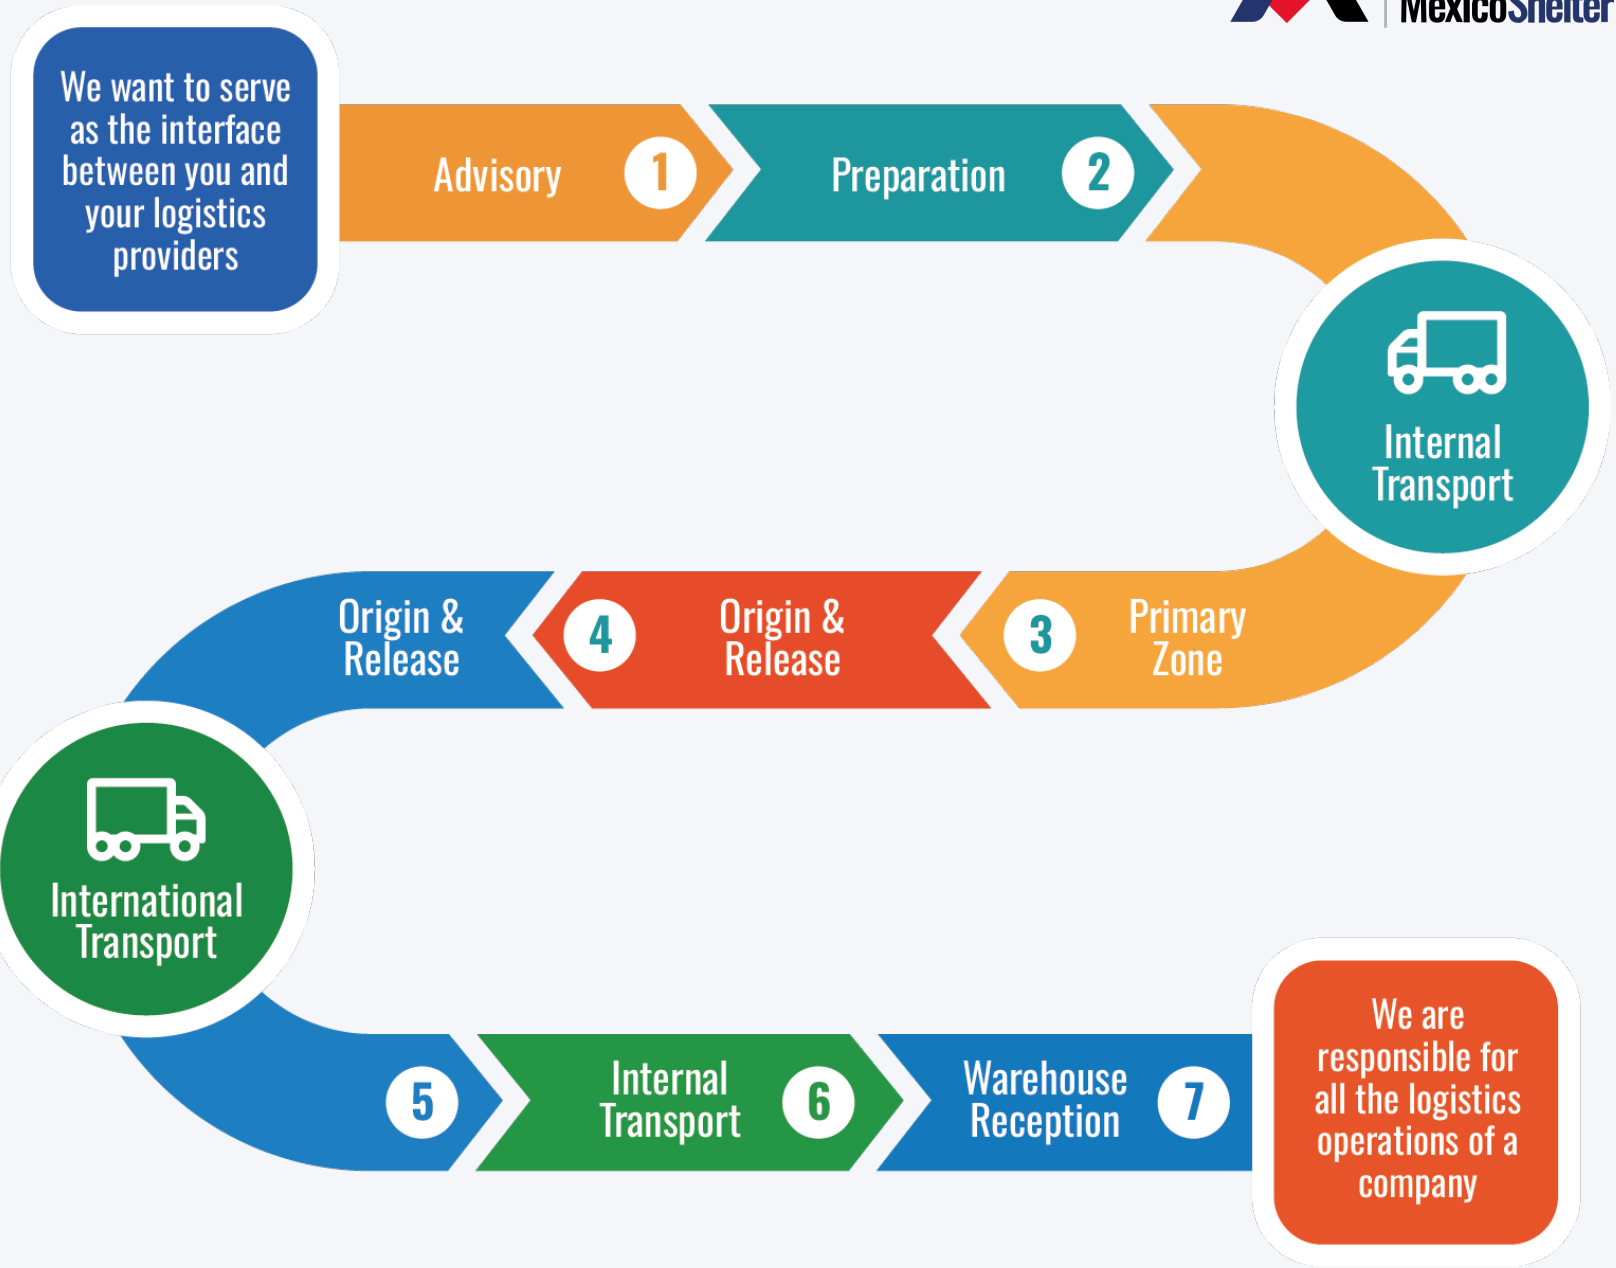 MexicoShelter
We want to serve
as the interface
between you and
your logistics
providers
Advisory 1
Preparation 2
Internal
Transport
Primary
Zone
3
Origin &
Release
4
Origin &
Release
International
Transport
5
Internal
Transport
6
Warehouse
Reception
7
We are
responsible for
all the logistics
operations of a
company